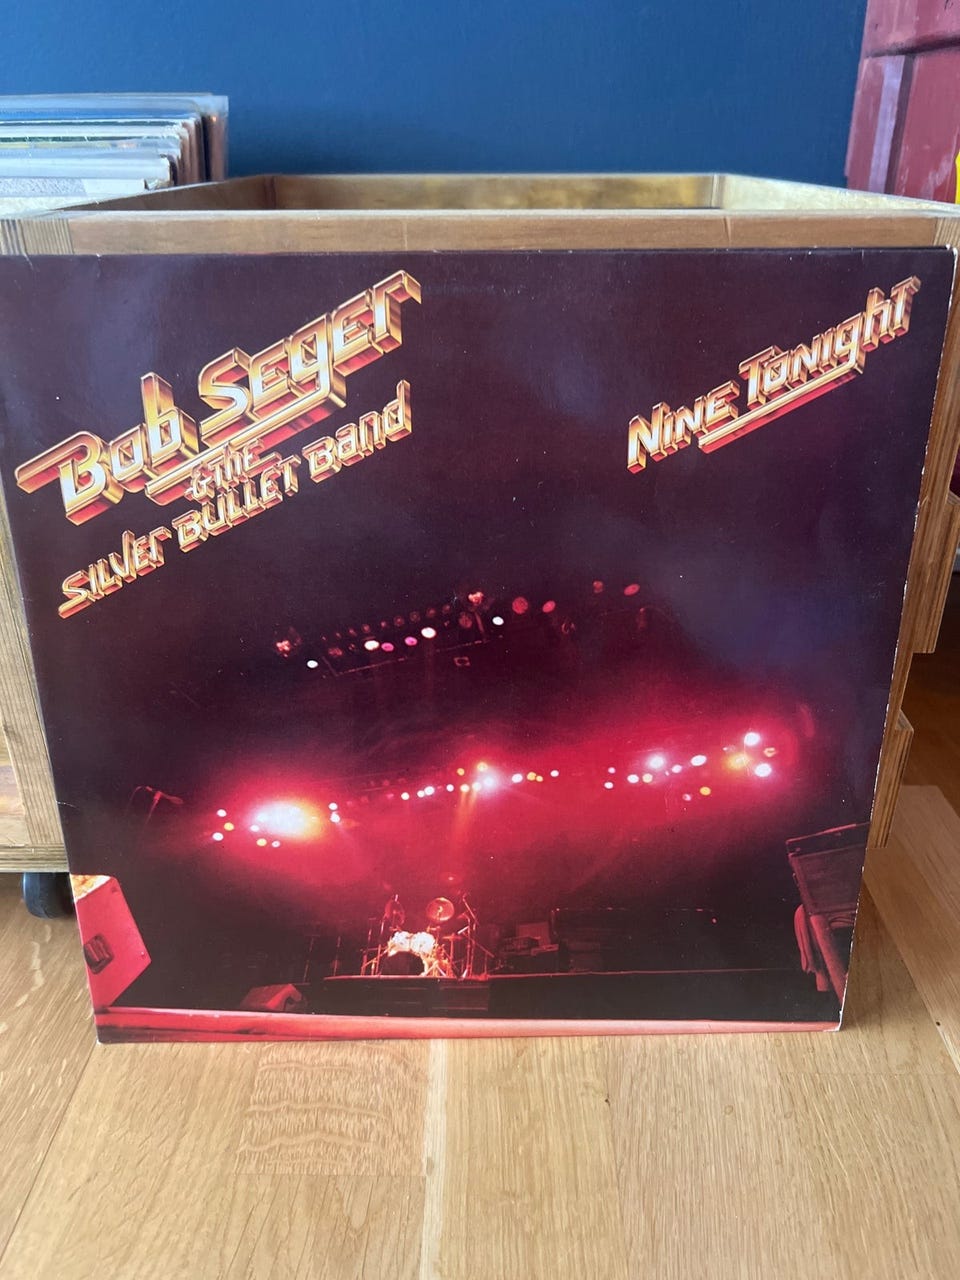 Bob Seger
& The
Silver Bullet Band
Nine Tonight